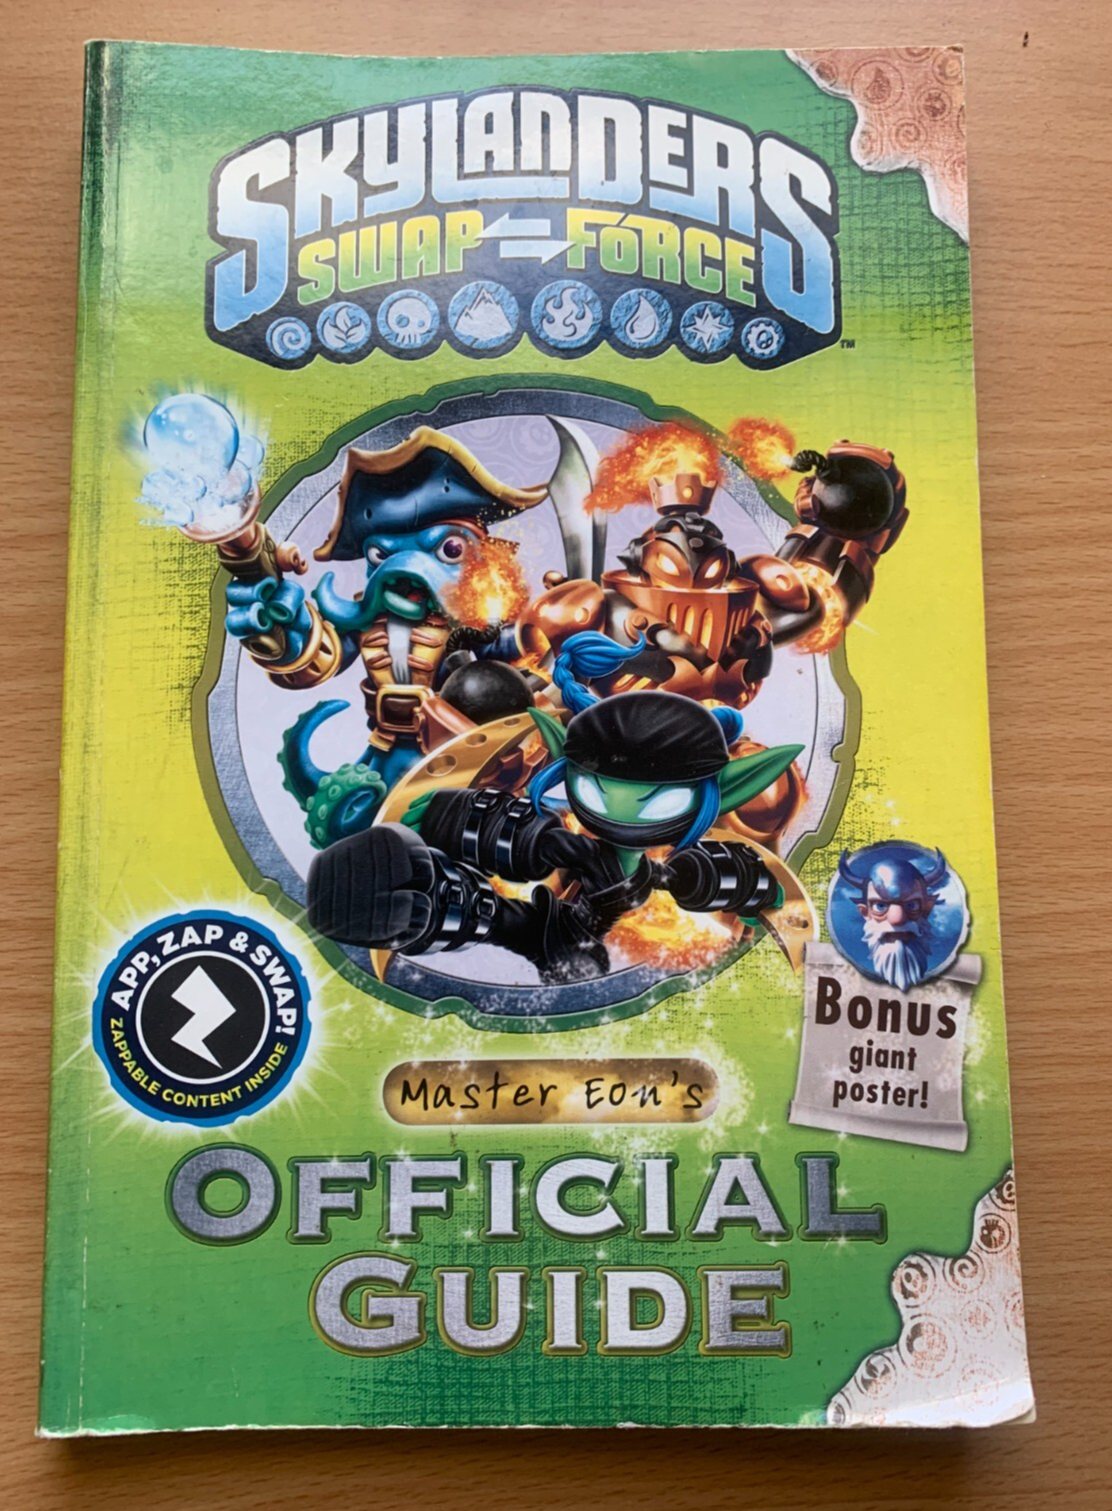 SKYLANDERS
SWAP FORCE
™
APP, ZAP & SWAP!
ZAPPABLE CONTENT INSIDE
Bonus
giant
poster!
Master Eon's
OFFICIAL
GUIDE